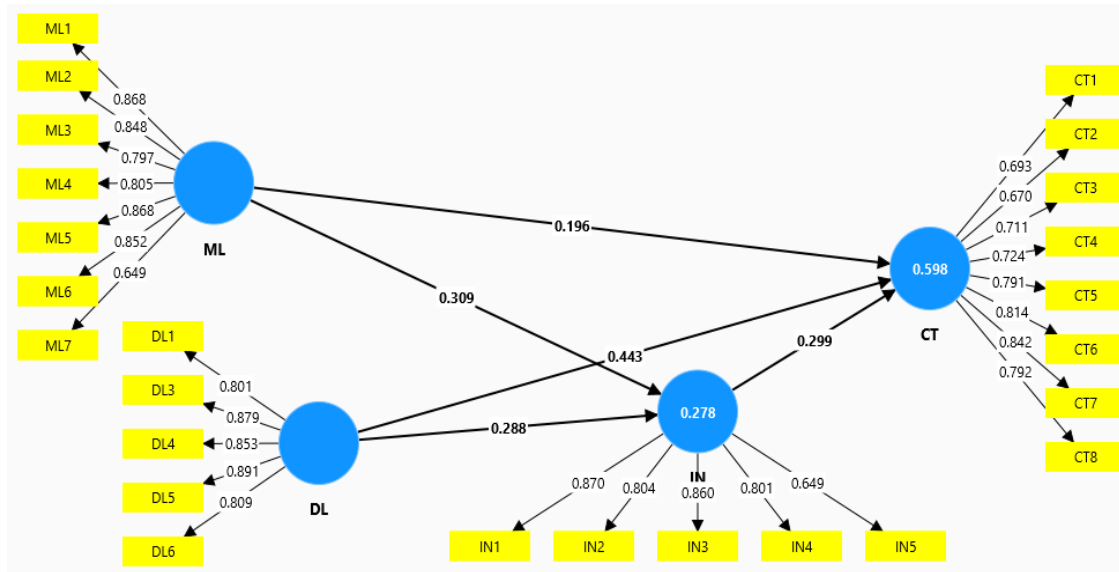 ML1
ML2
ML3
ML4
ML5
ML6
ML7
0.868
0.848
0.797
0.805
0.868
0.852
0.649
ML
DL1
DL3
DL4
DL5
DL6
0.801
0.879
0.853
0.891
0.809
DL
0.196
0.309
0.443
0.288
0.299
0.278
IN
0.870
0.804
0.860
0.801
0.649
IN1
IN2
IN3
IN4
IN5
0.598
CT
0.693
0.670
0.711
0.724
0.791
0.814
0.842
0.792
CT1
CT2
CT3
CT4
CT5
CT6
CT7
CT8